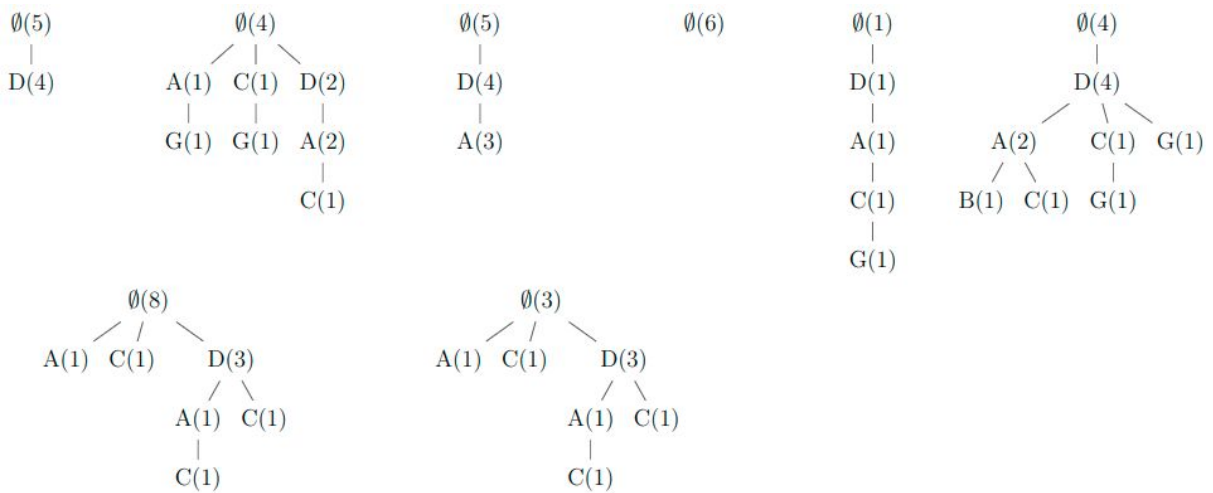 ∅(5) ∅(4) ∅(5) ∅(6) ∅(1) ∅(4)
D(4) A(1) C(1) D(2) D(4) D(1) D(4)
G(1) G(1) A(2) A(3) A(1) A(2) C(1) G(1)
C(1) C(1) B(1) C(1) G(1)
G(1)
∅(8) ∅(3)
A(1) C(1) D(3) A(1) C(1) D(3)
A(1) C(1) A(1) C(1)
C(1) C(1)